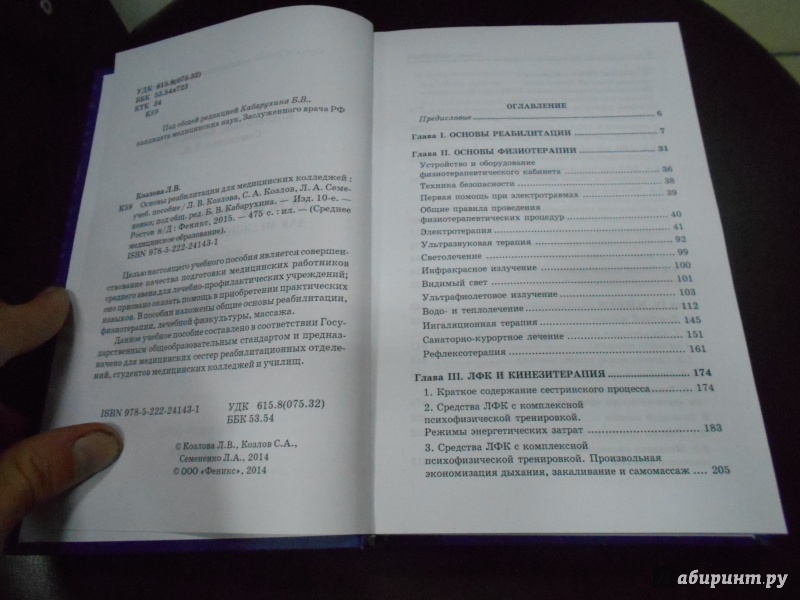 УДК 615.8(075.32)
ББК 53.54я723
КТК 54
К59
Под общей редакцией Кабарухина Б.В.,
кандидата медицинских наук, Заслуженного врача РФ
Козлова Л.В.
К59 Основы реабилитации для медицинских колледжей :
учеб. пособие / Л. В. Козлова, С. А. Козлов, Л. А. Семе-
ненко; под общ. ред. Б. В. Кабарухина. — Изд. 10-е. —
Ростов н/Д : Феникс, 2015. — 475 с. : ил. — (Среднее
медицинское образование).
ISBN 978-5-222-24143-1
Целью настоящего учебного пособия является совершен-
ствование качества подготовки медицинских работников
среднего звена для лечебно-профилактических учреждений;
оно призвано оказать помощь в приобретении практических
навыков. В пособии изложены общие основы реабилитации,
физиотерапии, лечебной физкультуры, массажа.
Данное учебное пособие составлено в соответствии Госу-
дарственным общеобразовательным стандартом и предназ-
начено для медицинских сестер реабилитационных отделе-
ний, студентов медицинских колледжей и училищ.
ISBN 978-5-222-24143-1
УДК 615.8(075.32)
ББК 53.54
© Козлова Л.В., Козлов С.А.,
Семененко Л.А., 2014
© ООО «Феникс», 2014
ОГЛАВЛЕНИЕ
Предисловие 6
Глава I. ОСНОВЫ РЕАБИЛИТАЦИИ 7
Глава II. ОСНОВЫ ФИЗИОТЕРАПИИ 31
Устройство и оборудование
физиотерапевтического кабинета 36
Техника безопасности 38
Первая помощь при электротравмах 39
Общие правила проведения
физиотерапевтических процедур 40
Электротерапия 41
Ультразвуковая терапия 92
Светолечение 99
Инфракрасное излучение 100
Видимый свет 101
Ультрафиолетовое излучение 103
Водо- и теплолечение 112
Ингаляционная терапия 145
Санаторно-курортное лечение 151
Рефлексотерапия 161
Глава III. ЛФК И КИНЕЗИТЕРАПИЯ 174
1. Краткое содержание сестринского процесса 174
2. Средства ЛФК с комплексной
психофизической тренировкой.
Режимы энергетических затрат 183
3. Средства ЛФК с комплексной
психофизической тренировкой. Произвольная
экономизация дыхания, закаливание и самомассаж .... 205
Лабиринт.ру